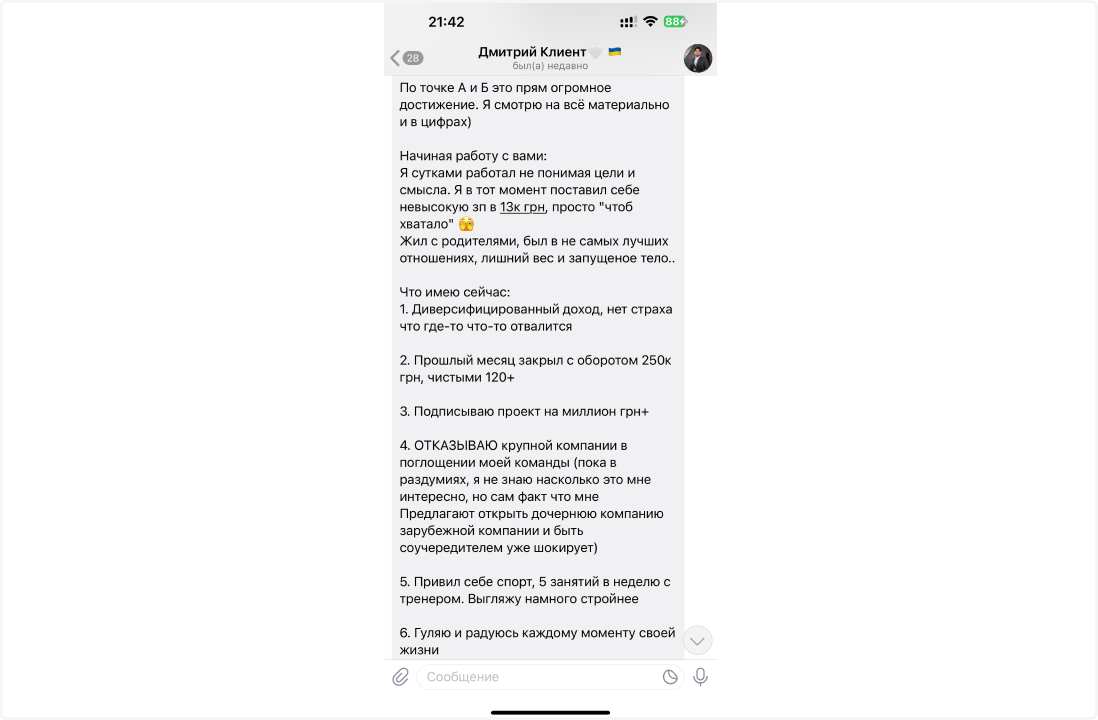 21:42
88
28
Дмитрий Клиент🤍 🇺🇦
был(а) недавно
По точке А и Б это прям огромное
достижение. Я смотрю на всё материально
и в цифрах)
Начиная работу с вами:
Я сутками работал не понимая цели и
смысла. Я в тот момент поставил себе
невысокую зп в 13к грн, просто "чтоб
хватало" 🫣
Жил с родителями, был в не самых лучших
отношениях, лишний вес и запущеное тело..
Что имею сейчас:
1. Диверсифицированный доход, нет страха
что где-то что-то отвалится
2. Прошлый месяц закрыл с оборотом 250к
грн, чистыми 120+
3. Подписываю проект на миллион грн+
4. ОТКАЗЫВАЮ крупной компании в
поглощении моей команды (пока в
раздумиях, я не знаю насколько это мне
интересно, но сам факт что мне
Предлагают открыть дочернюю компанию
зарубежной компании и быть
соучередителем уже шокирует)
5. Привил себе спорт, 5 занятий в неделю с
тренером. Выгляжу намного стройнее
6. Гуляю и радуюсь каждому моменту своей
жизни
Сообщение